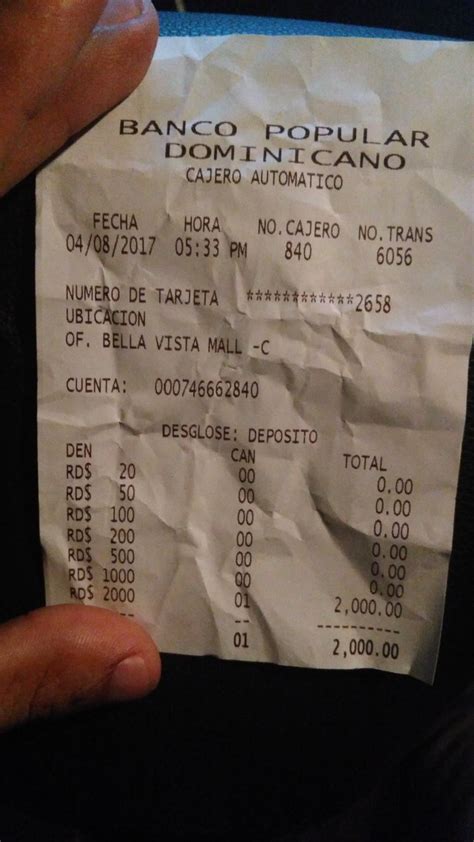 BANCO POPULAR
DOMINICANO
CAJERO AUTOMATICO
FECHA HORA NO.CAJERO NO.TRANS
04/08/2017 05:33 PM 840 6056
NUMERO DE TARJETA ************2658
UBICACION
OF. BELLA VISTA MALL -C
CUENTA: 000746662840
DESGLOSE: DEPOSITO
DEN CAN TOTAL
RD$ 20 00 0.00
RD$ 50 00 0.00
RD$ 100 00 0.00
RD$ 200 00 0.00
RD$ 500 00 0.00
RD$ 1000 00 0.00
RD$ 2000 01 2,000.00
-- -- ---------
01 2,000.00